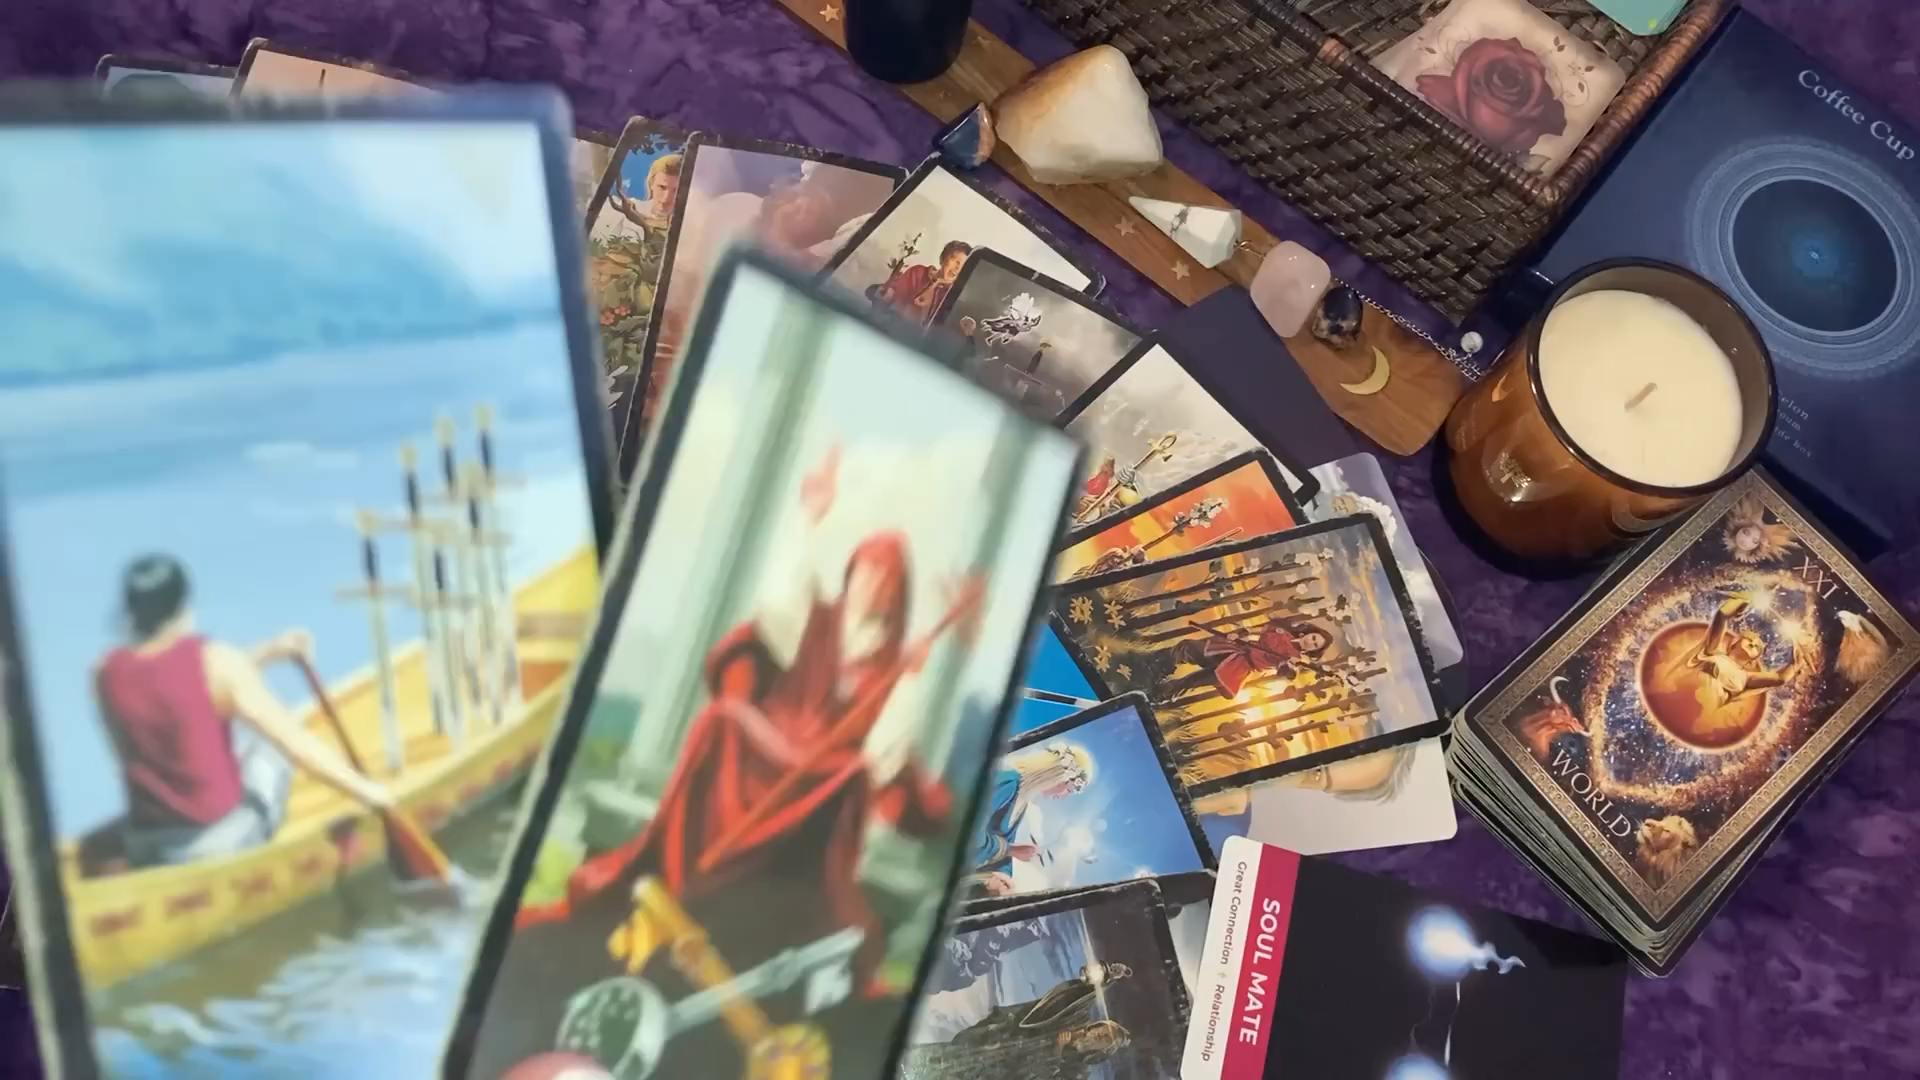 Coffee Cup
XXI
WORLD
SOUL MATE
Great Connection
Relationship